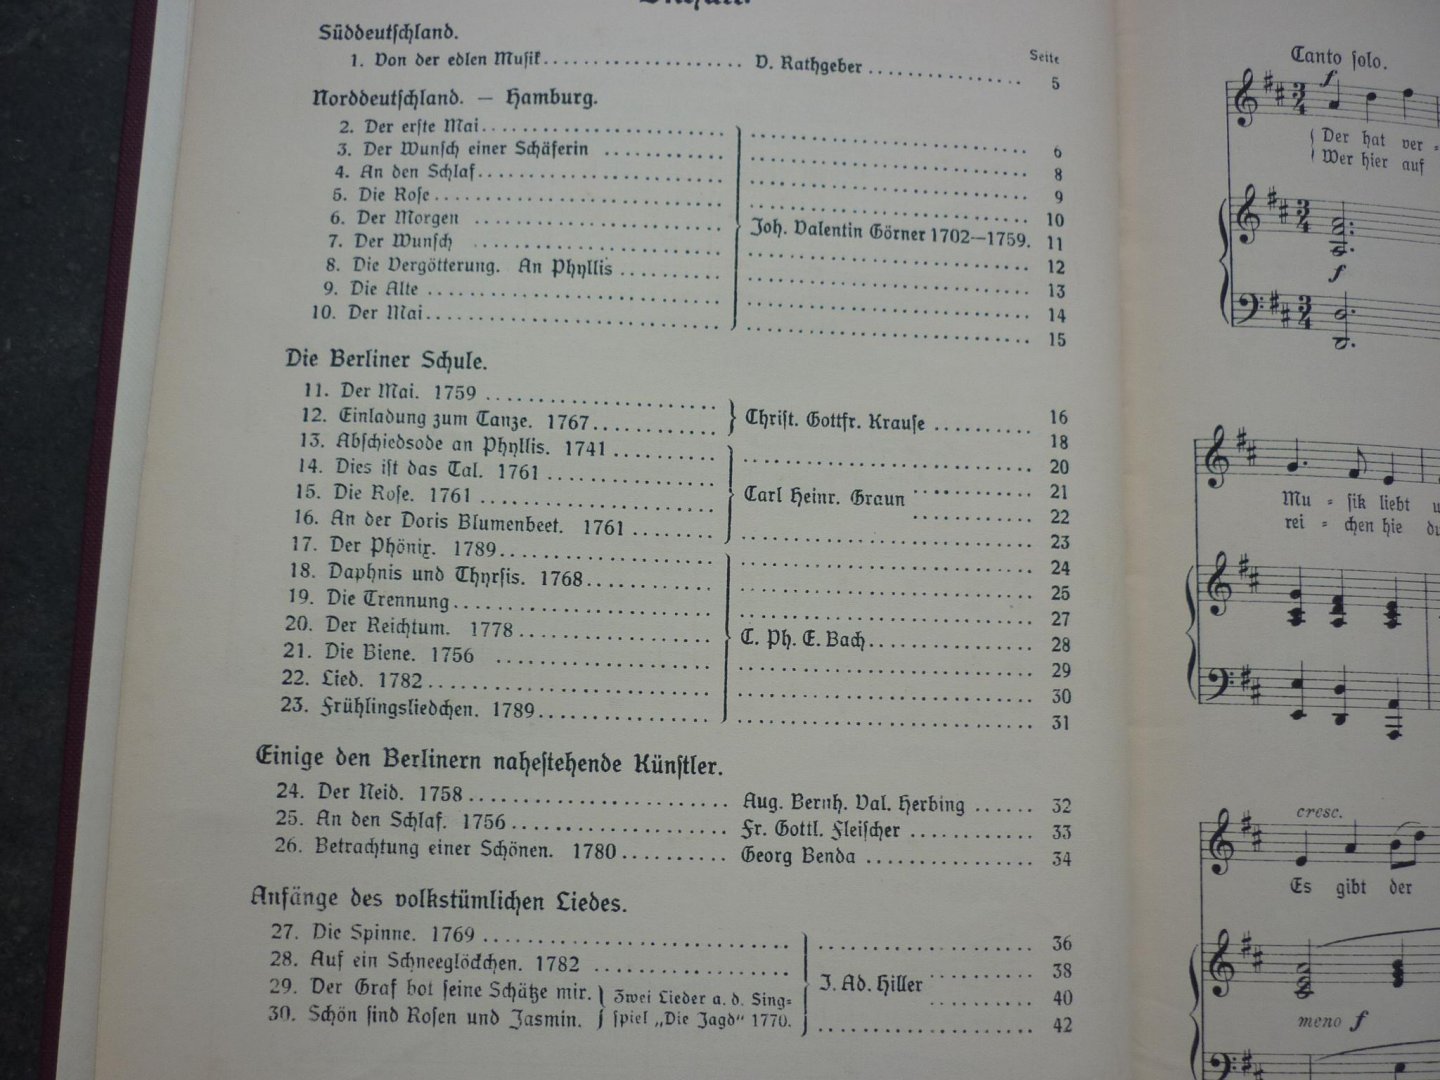 Inhalt.
Süddeutschland.
Seite
1. Von der edlen Musik........ V. Rathgeber ........ 5
Norddeutschland. — Hamburg.
2. Der erste Mai........ 6
3. Der Wunsch einer Schäferin ........ 8
4. An den Schlaf........ 9
5. Die Rose........ 10
6. Der Morgen ........ Joh. Valentin Görner 1702—1759. 11
7. Der Wunsch ........ 12
8. Die Vergötterung. An Phyllis ........ 13
9. Die Alte ........ 14
10. Der Mai........ 15
Die Berliner Schule.
11. Der Mai. 1759 ........ Christ. Gottfr. Krause ........ 16
12. Einladung zum Tanze. 1767........ 18
13. Abschiedsode an Phyllis. 1741 ........ 20
14. Dies ist das Tal. 1761 ........ Carl Heinr. Graun ........ 21
15. Die Rose. 1761 ........ 22
16. An der Doris Blumenbeet. 1761 ........ 23
17. Der Phönix. 1789........ 24
18. Daphnis und Thyrsis. 1768........ 25
19. Die Trennung........ 27
20. Der Reichtum. 1778........ C. Ph. E. Bach........ 28
21. Die Biene. 1756 ........ 29
22. Lied. 1782........ 30
23. Frühlingsliedchen. 1789........ 31
Einige den Berlinern nahestehende Künstler.
24. Der Neid. 1758........ Aug. Bernh. Val. Herbing ...... 32
25. An den Schlaf. 1756........ Fr. Gottl. Fleischer ........ 33
26. Betrachtung einer Schönen. 1780........ Georg Benda ........ 34
Anfänge des volkstümlichen Liedes.
27. Die Spinne. 1769 ........ 36
28. Auf ein Schneeglöckchen. 1782 ........ J. Ad. Hiller ........ 38
29. Der Graf bot seine Schätze mir. Zwei Lieder a. d. Sing= ........ 40
30. Schön sind Rosen und Jasmin. spiel „Die Jagd“ 1770. ........ 42
Canto solo.
f
Der hat ver =
Wer hier auf
f
Mu = sik liebt
rei = chen hie
cresc.
Es gibt der
meno f